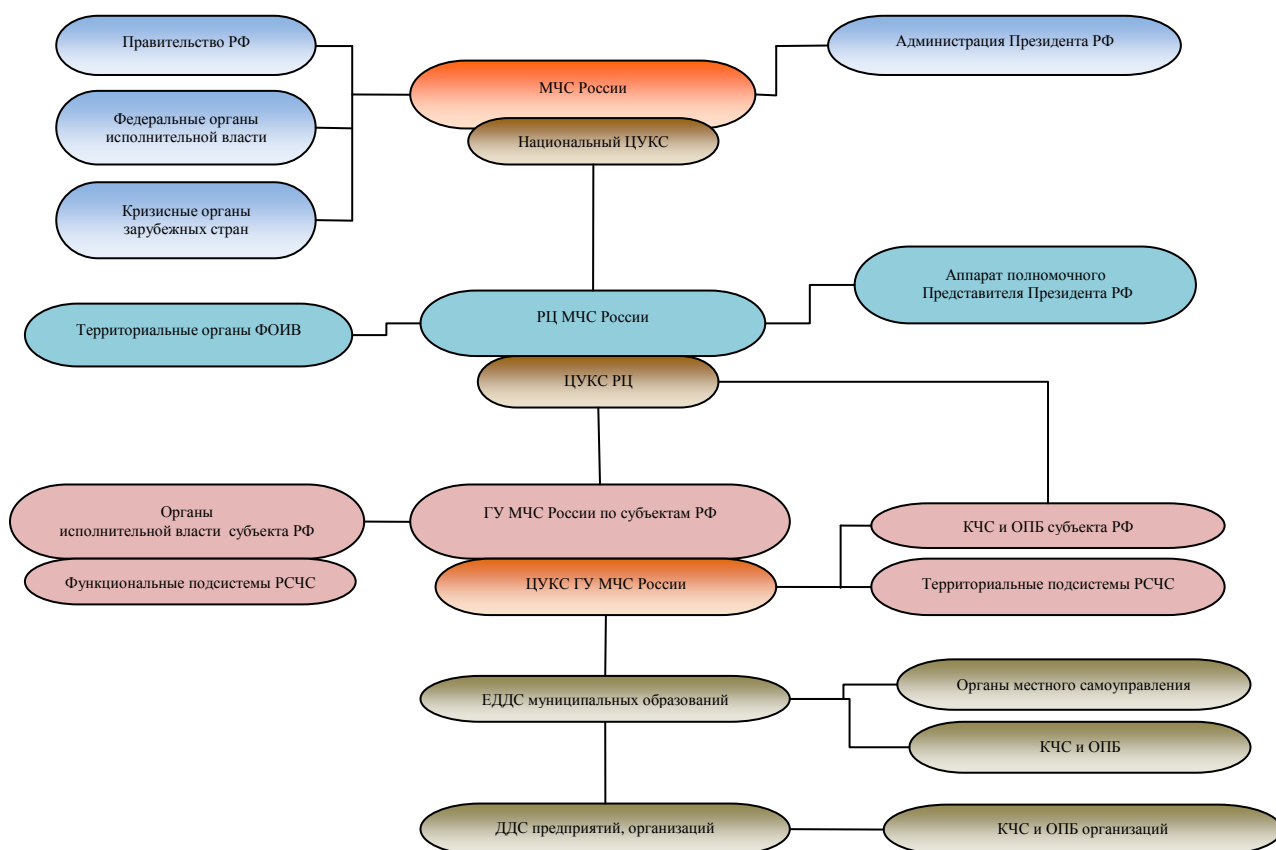 Правительство РФ
Администрация Президента РФ
МЧС России
Федеральные органы
исполнительной власти
Национальный ЦУКС
Кризисные органы
зарубежных стран
Аппарат полномочного
Представителя Президента РФ
РЦ МЧС России
Территориальные органы ФОИВ
ЦУКС РЦ
Органы
исполнительной власти субъекта РФ
ГУ МЧС России по субъектам РФ
КЧС и ОПБ субъекта РФ
Функциональные подсистемы РСЧС
ЦУКС ГУ МЧС России
Территориальные подсистемы РСЧС
ЕДДС муниципальных образований
Органы местного самоуправления
КЧС и ОПБ
ДДС предприятий, организаций
КЧС и ОПБ организаций